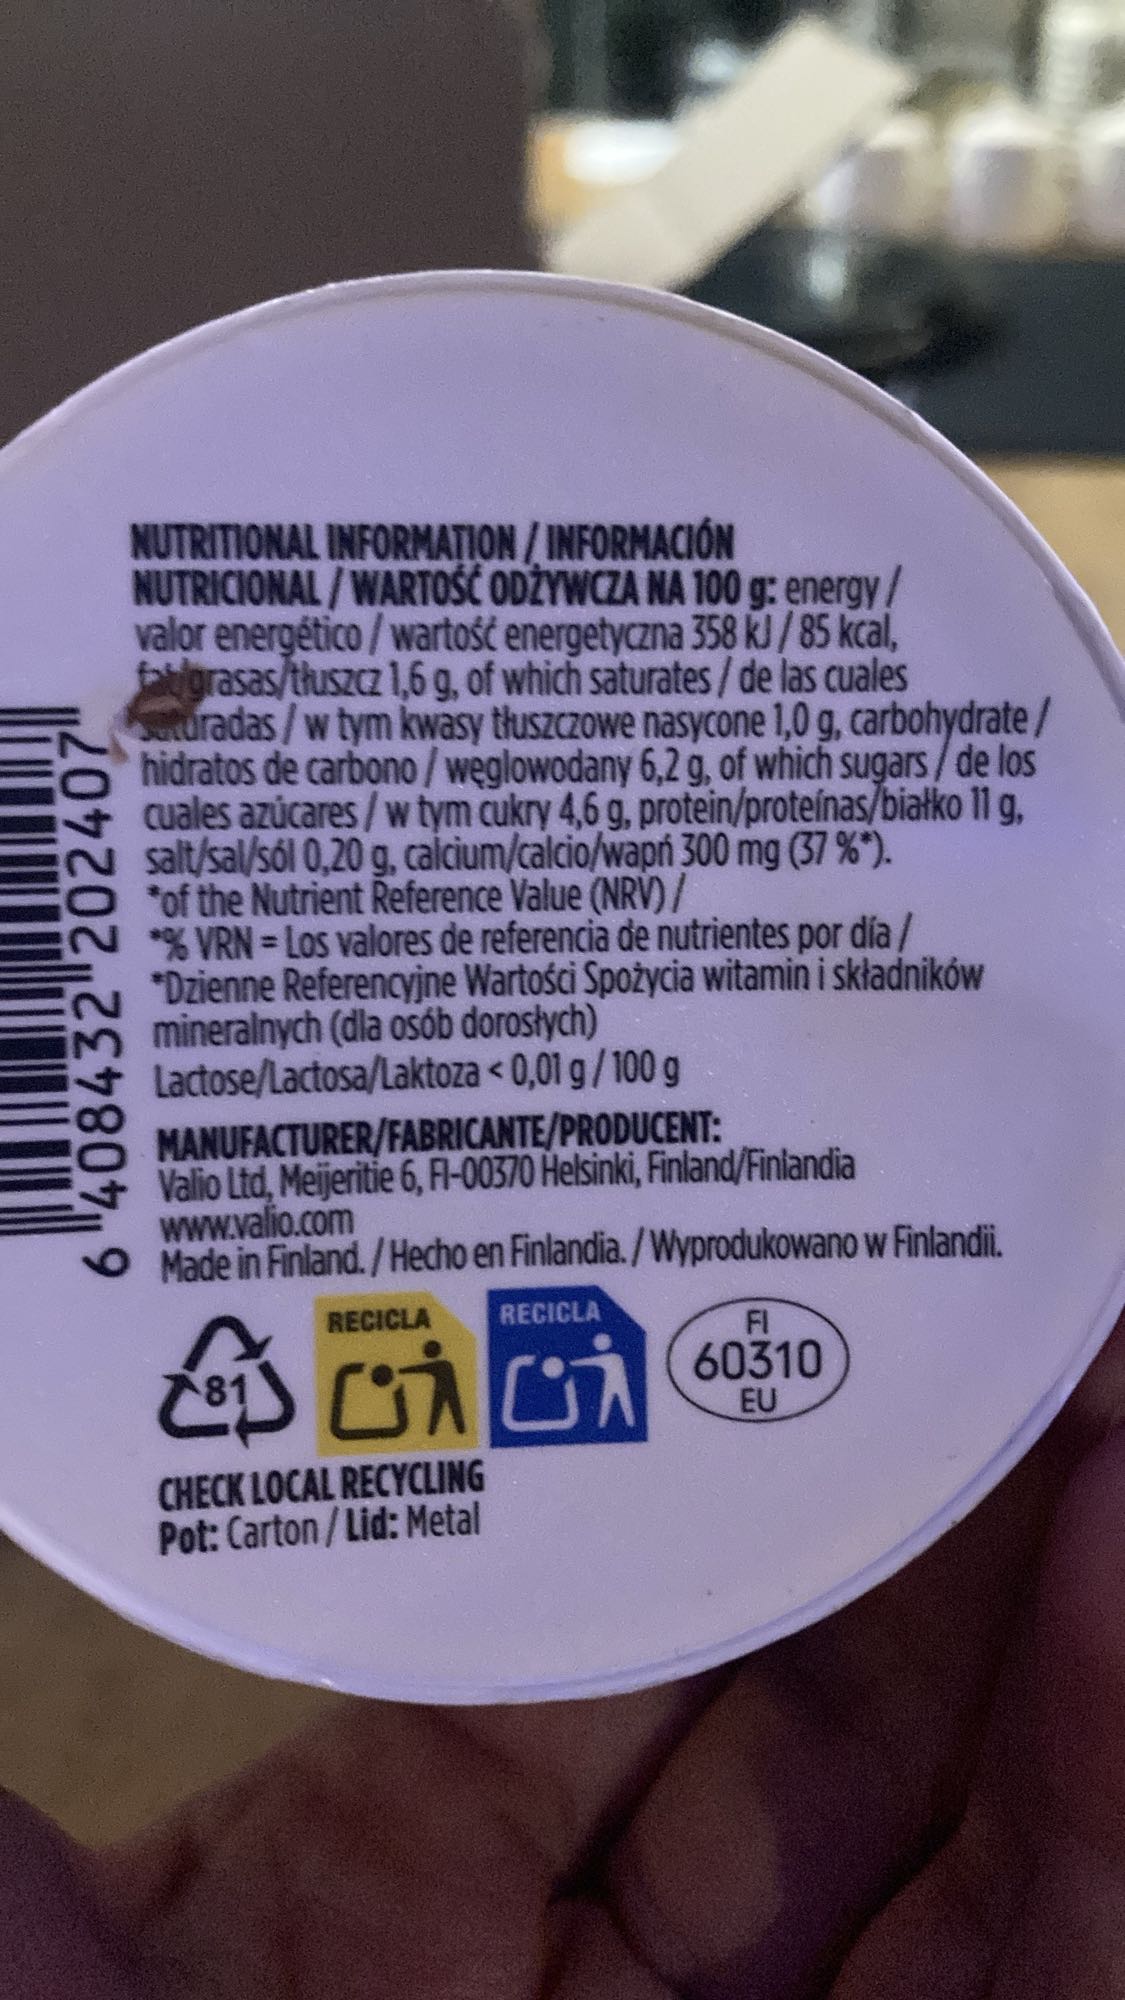 NUTRITIONAL INFORMATION / INFORMACIÓN
NUTRICIONAL / WARTOŚĆ ODŻYWCZA NA 100 g: energy /
valor energético / wartość energetyczna 358 kJ / 85 kcal,
fat/grasas/tłuszcz 1,6 g, of which saturates / de las cuales
/ w tym kwasy tłuszczowe nasycone 1,0 g, carbohydrate /
hidratos de carbono / węglowodany 6,2 g, of which sugars / de los
cuales azúcares / w tym cukry 4,6 g, protein/proteínas/białko 11 g,
salt/sal/sól 0,20 g, calcium/calcio/wapń 300 mg (37 %*).
*of the Nutrient Reference Value (NRV) /
*% VRN = Los valores de referencia de nutrientes por día /
*Dzienne Referencyjne Wartości Spożycia witamin i składników
mineralnych (dla osób dorosłych)
Lactose/Lactosa/Laktoza < 0,01 g / 100 g
MANUFACTURER/FABRICANTE/PRODUCENT:
Valio Ltd, Meijeritie 6, FI-00370 Helsinki, Finland/Finlandia
www.valio.com
Made in Finland. / Hecho en Finlandia. / Wyprodukowano w Finlandii.
6 408432 202407
81
RECICLA
RECICLA
FI
60310
EU
CHECK LOCAL RECYCLING
Pot: Carton / Lid: Metal